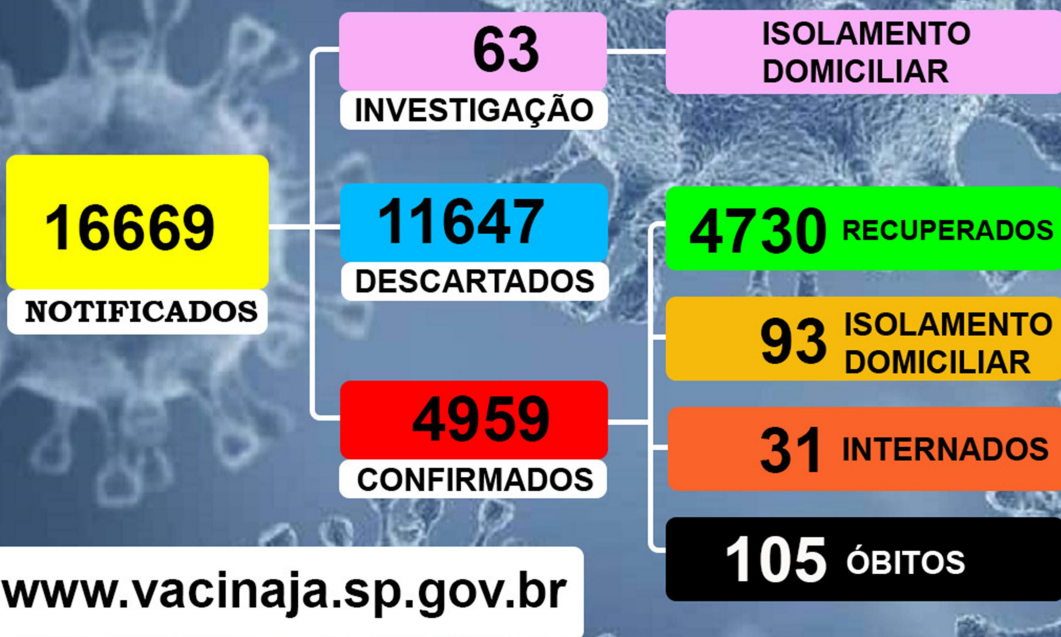 63
INVESTIGAÇÃO
ISOLAMENTO
DOMICILIAR
16669
NOTIFICADOS
11647
DESCARTADOS
4959
CONFIRMADOS
4730 RECUPERADOS
93 ISOLAMENTO
DOMICILIAR
31 INTERNADOS
105 ÓBITOS
www.vacinaja.sp.gov.br